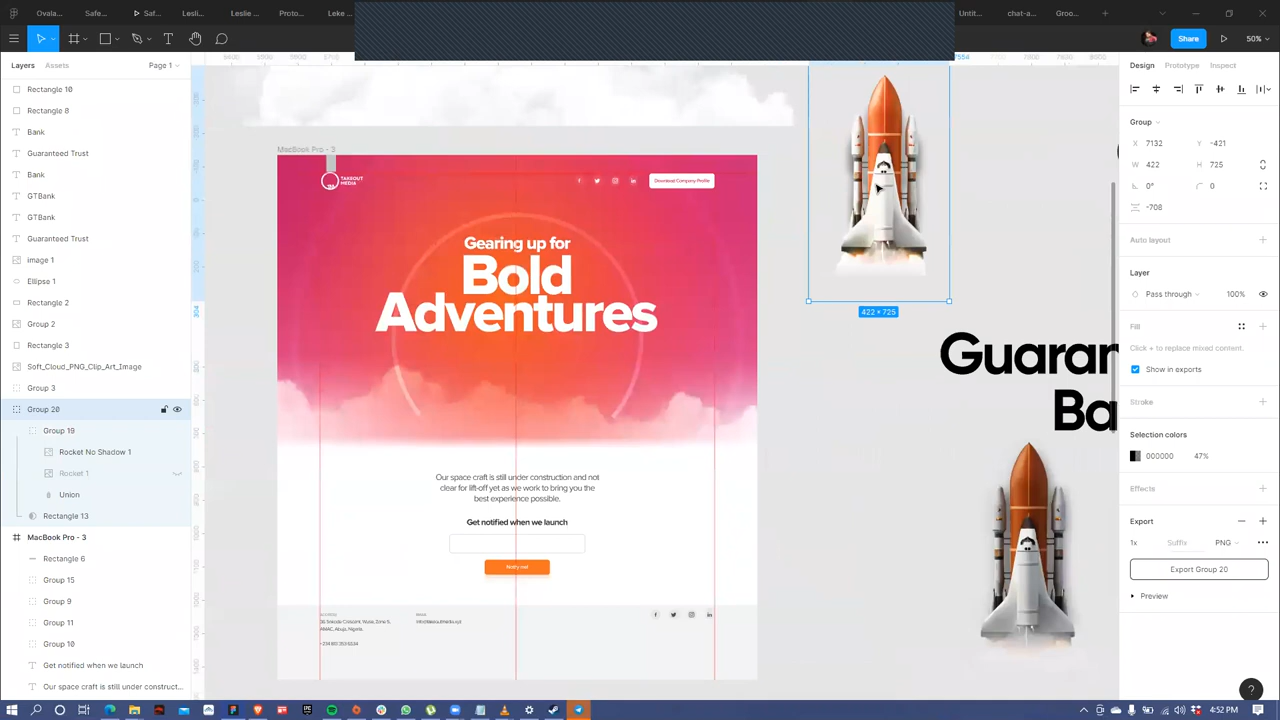 Ovalas...
Safe...
Saf...
Untit...
Leo...
Share
50%
Layers
Assets
Page 1
7554
Design
Prototype
Inspect
Rectangle 10
Rectangle 8
Bank
Guaranteed Trust
Bank
GTBank
GTBank
Guaranteed Trust
image 1
Ellipse 1
Rectangle 2
Group 2
Rectangle 3
Soft_Cloud_PNG_Clip_Art_Image
Group 3
Group 20
Group 19
Rocket No Shadow 1
Rocket 1
Union
Rectangle 13
MacBook Pro - 3
Rectangle 6
Group 15
Group 9
Group 11
Group 10
Get notified when we launch
Our space craft is still under construct...
MacBook Pro - 3
TAKEOUT
MEDIA
Download Company Profile
Gearing up for
Bold
Adventures
Our space craft is still under construction and not
clear for lift-off yet as we work to bring you the
best experience possible.
Get notified when we launch
Notify me!
422 × 725
Guaran
Ba
Group
X 7132
Y -421
W 422
H 725
0°
0
-708
Auto layout
Layer
Pass through
100%
Fill
Click + to replace mixed content.
Show in exports
Stroke
Selection colors
000000
47%
Effects
Export
1x
Suffix
PNG
Export Group 20
Preview
?